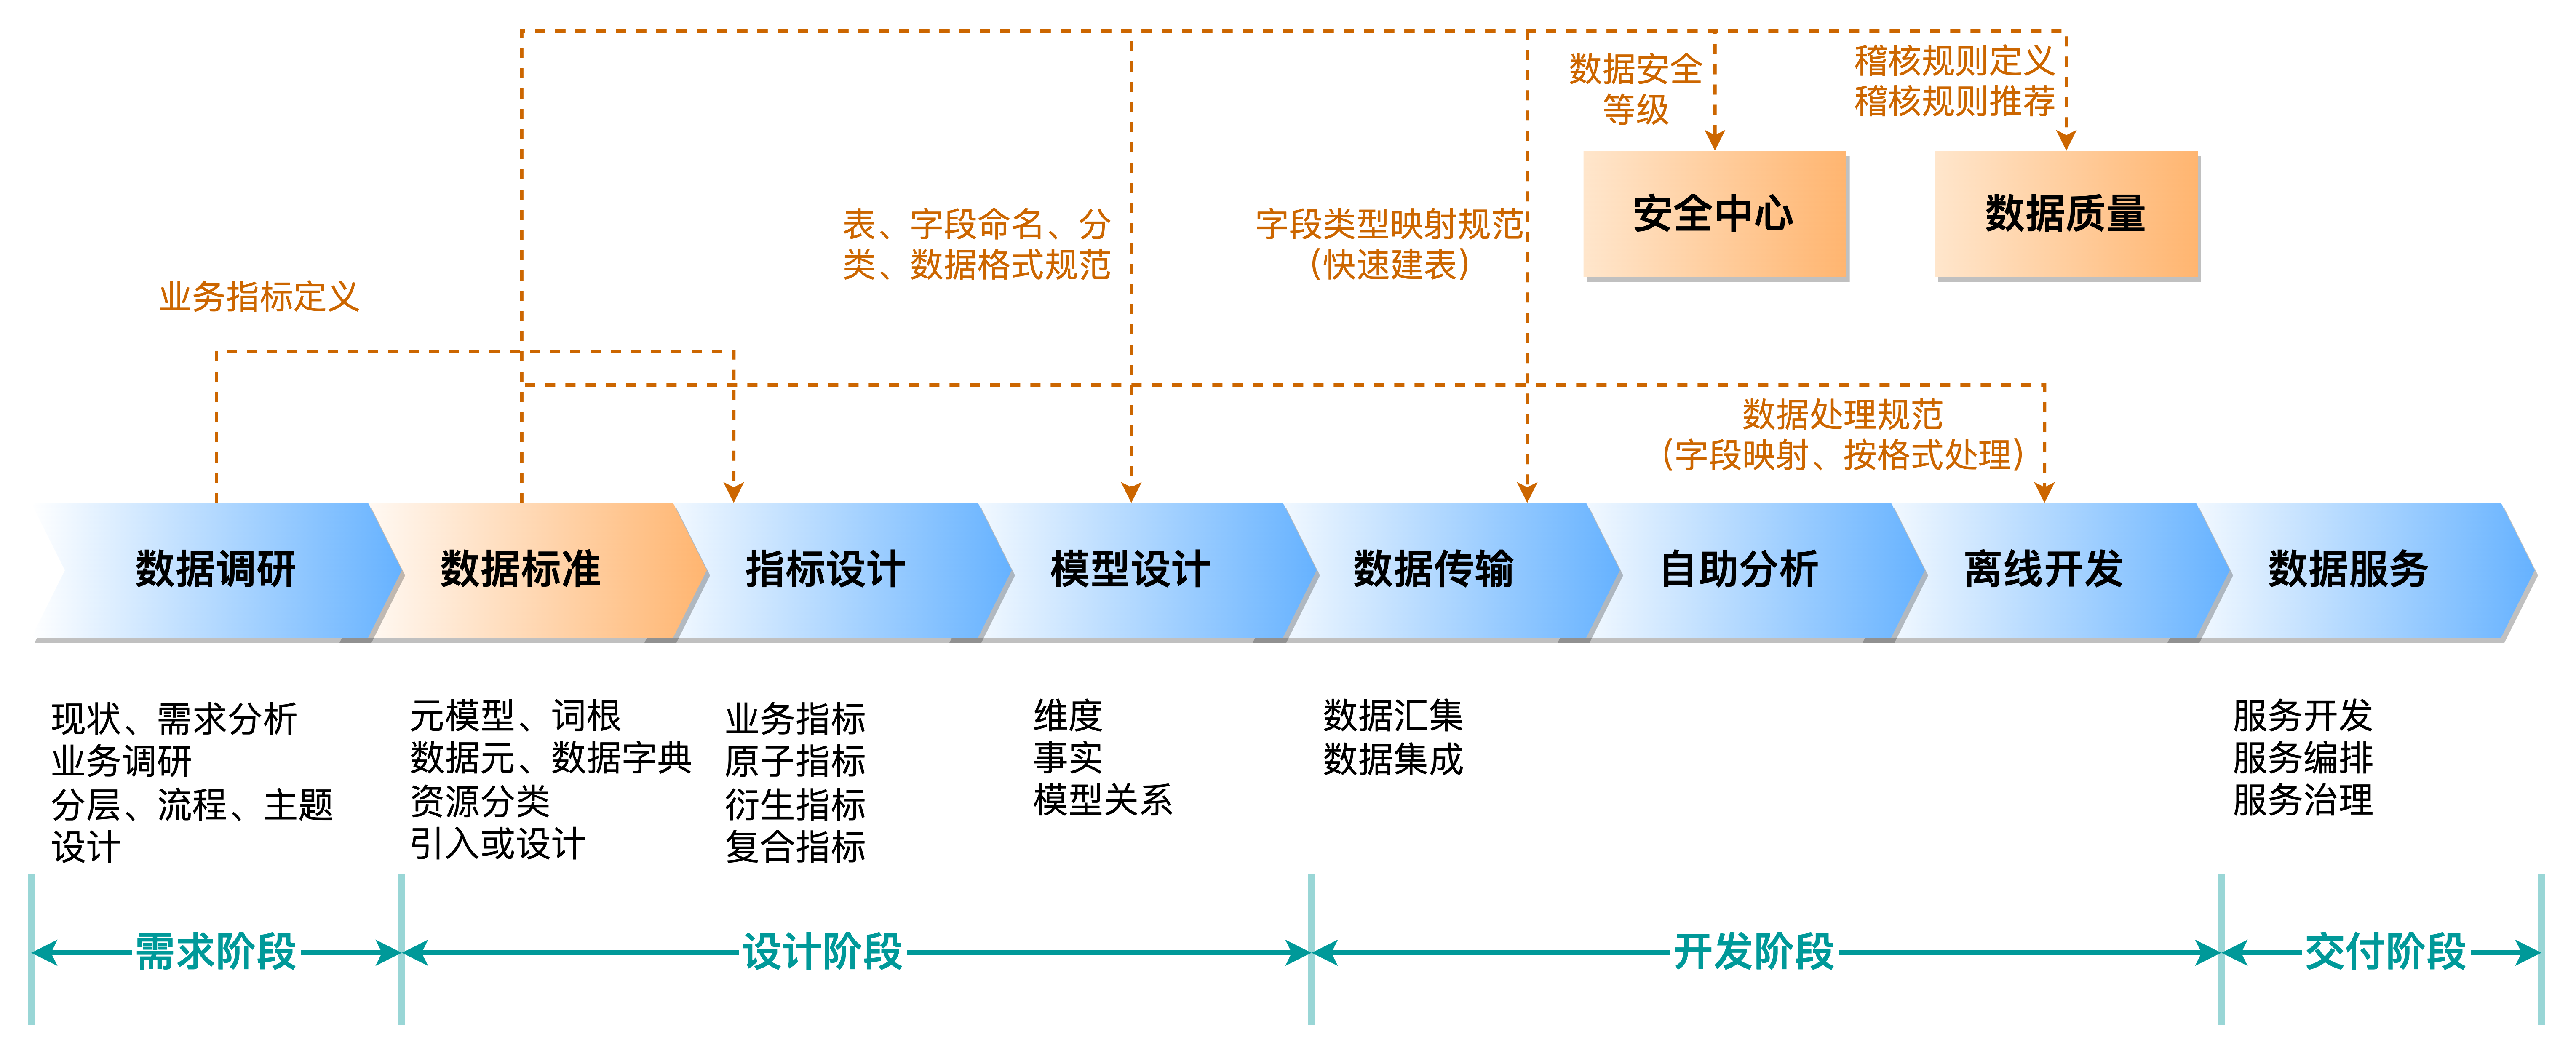 数据安全
等级
稽核规则定义
稽核规则推荐
安全中心
数据质量
表、字段命名、分
类、数据格式规范
字段类型映射规范
(快速建表)
业务指标定义
数据处理规范
(字段映射、按格式处理)
数据调研
数据标准
指标设计
模型设计
数据传输
自助分析
离线开发
数据服务
现状、需求分析
业务调研
分层、流程、主题
设计
元模型、词根
数据元、数据字典
资源分类
引入或设计
业务指标
原子指标
衍生指标
复合指标
维度
事实
模型关系
数据汇集
数据集成
服务开发
服务编排
服务治理
需求阶段
设计阶段
开发阶段
交付阶段